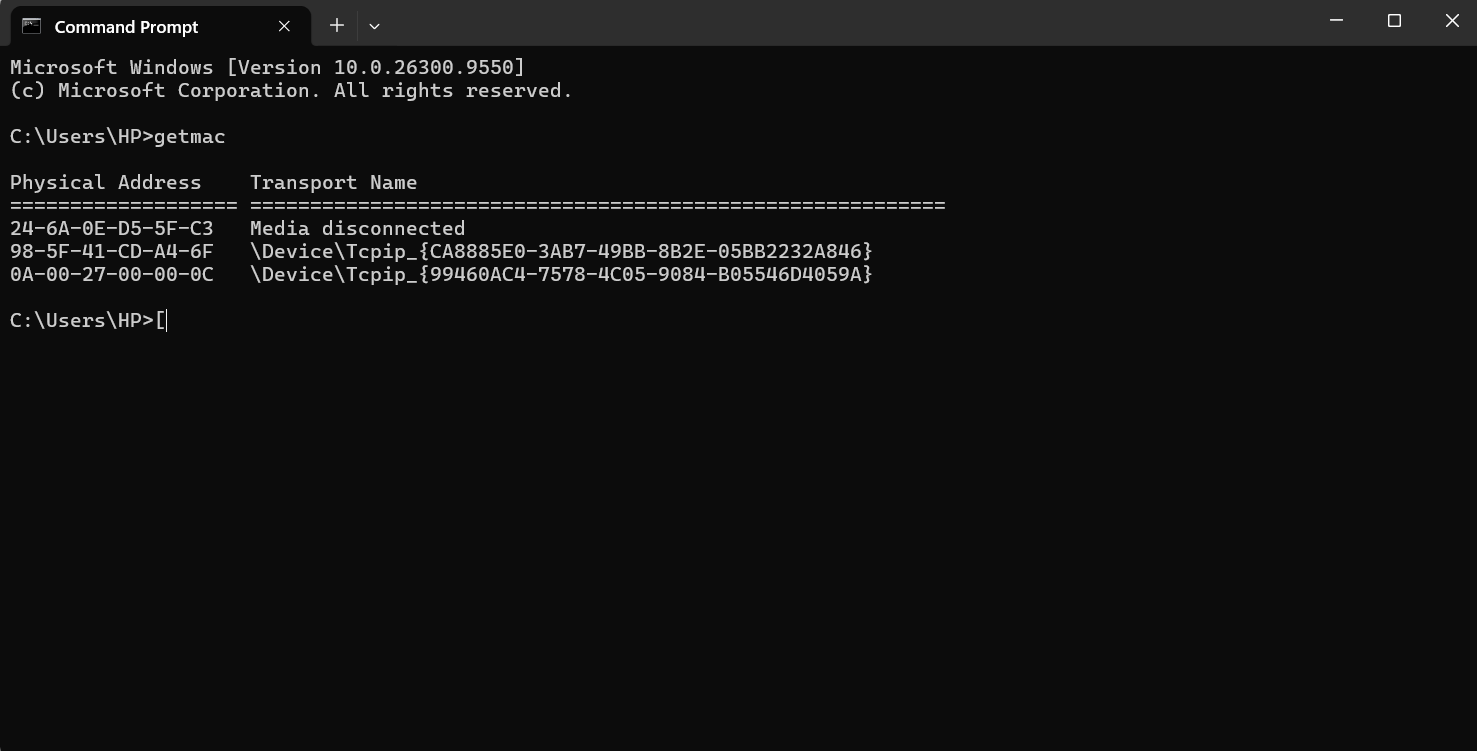 Command Prompt
Microsoft Windows [Version 10.0.26300.9550]
(c) Microsoft Corporation. All rights reserved.
C:\Users\HP>getmac
Physical Address    Transport Name
=================== ==========================================================
24-6A-0E-D5-5F-C3   Media disconnected
98-5F-41-CD-A4-6F   \Device\Tcpip_{CA8885E0-3AB7-49BB-8B2E-05BB2232A846}
0A-00-27-00-00-0C   \Device\Tcpip_{99460AC4-7578-4C05-9084-B05546D4059A}
C:\Users\HP>[